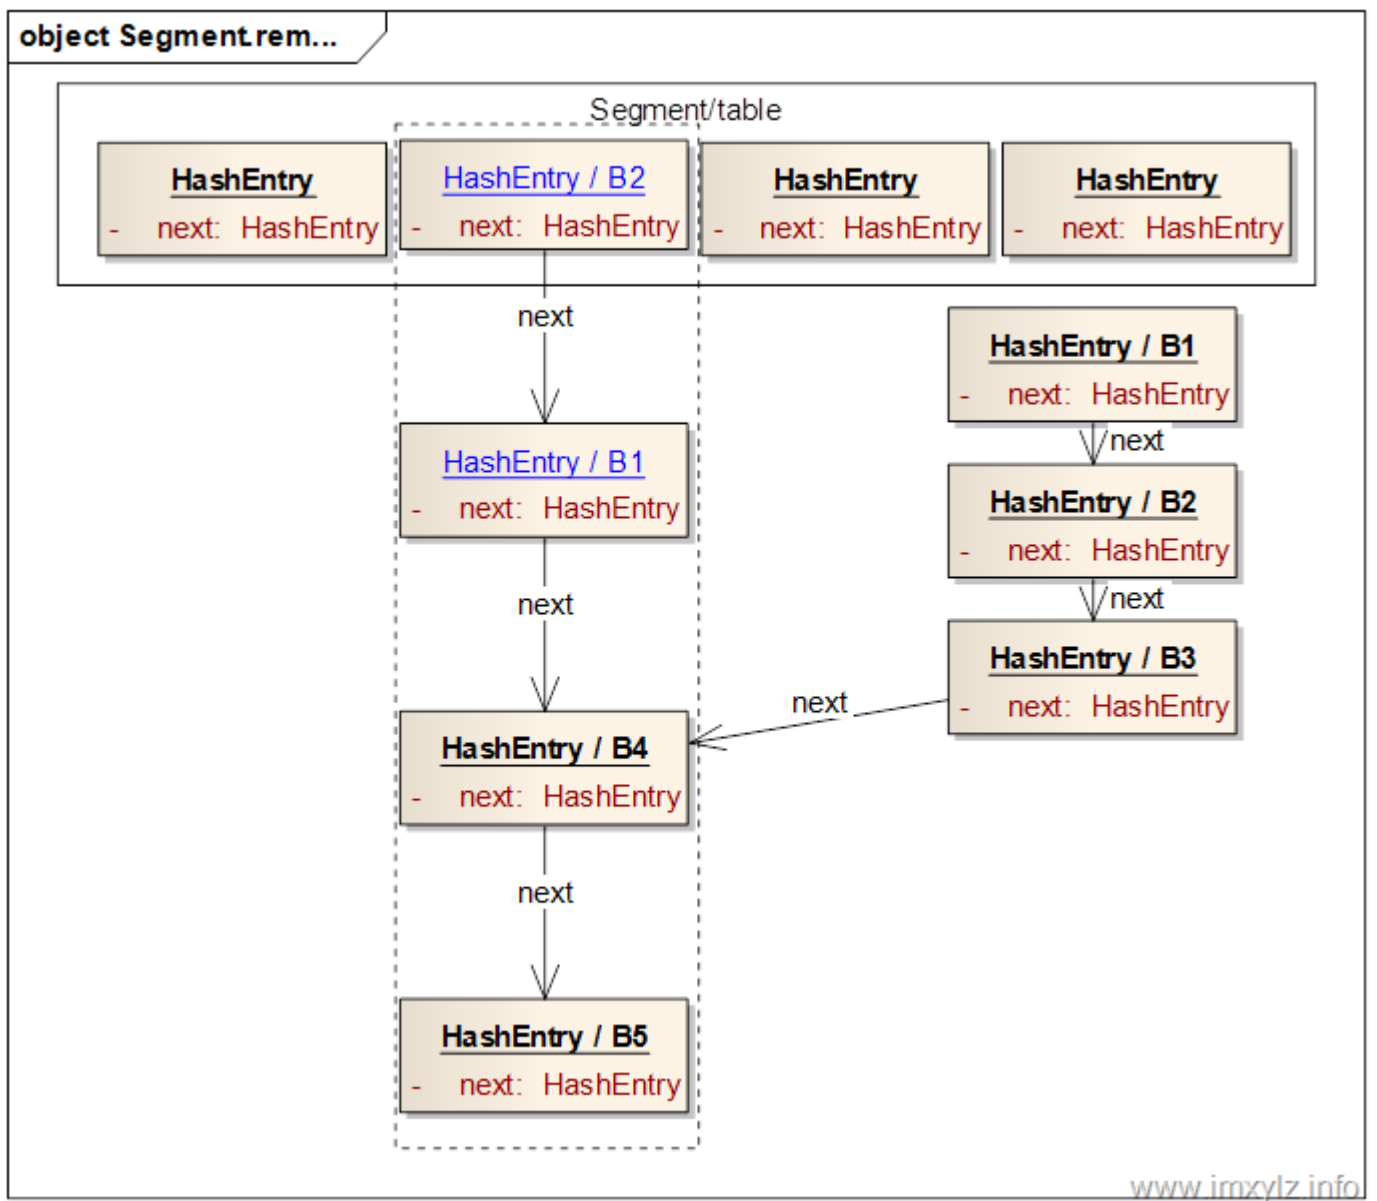 object Segment.rem...
Segment/table
HashEntry
- next: HashEntry
HashEntry / B2
- next: HashEntry
HashEntry
- next: HashEntry
HashEntry
- next: HashEntry
next
HashEntry / B1
- next: HashEntry
next
HashEntry / B1
- next: HashEntry
HashEntry / B2
- next: HashEntry
next
next
HashEntry / B3
- next: HashEntry
next
HashEntry / B4
- next: HashEntry
next
HashEntry / B5
- next: HashEntry
www.imxylz.info